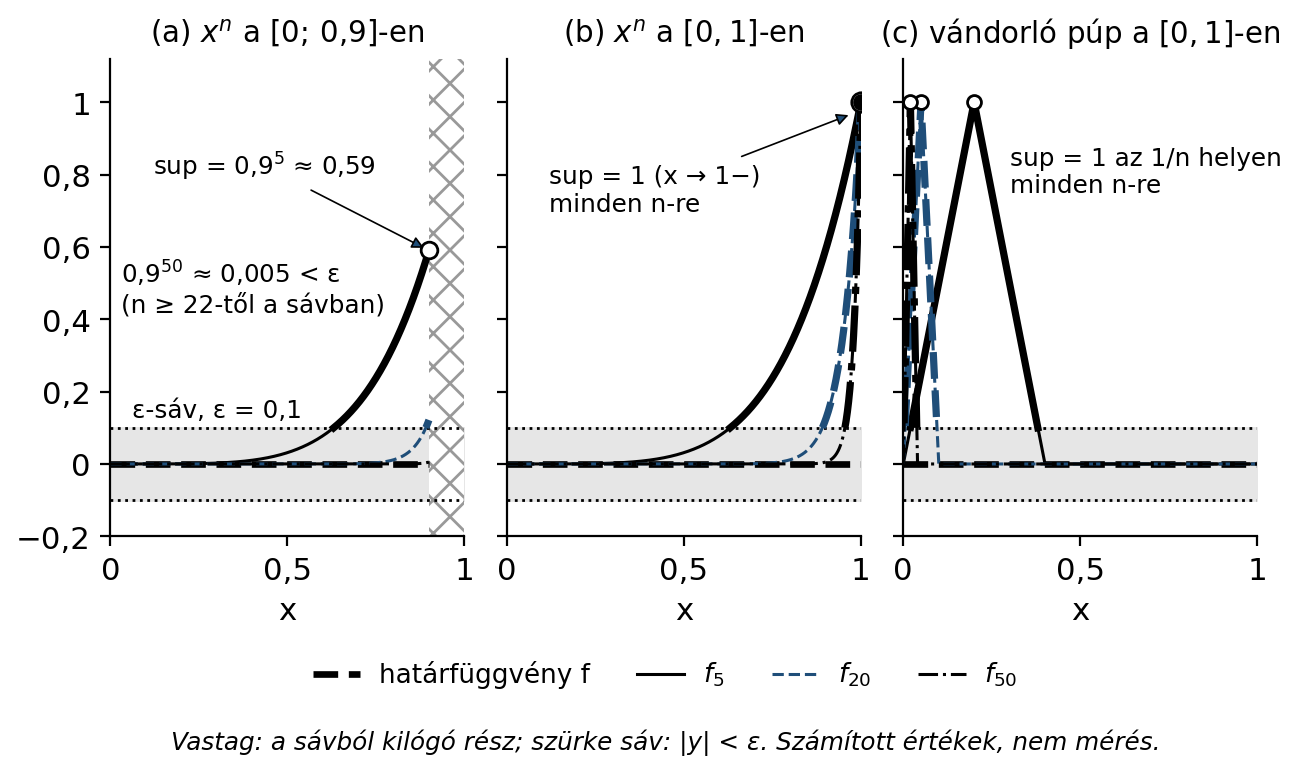 (a) xⁿ a [0; 0,9]-en
(b) xⁿ a [0, 1]-en
(c) vándorló púp a [0, 1]-en
1
0,8
0,6
0,4
0,2
0
−0,2
sup = 0,9⁵ ≈ 0,59
0,9⁵⁰ ≈ 0,005 < ε
(n ≥ 22-től a sávban)
ε-sáv, ε = 0,1
0
0,5
1
x
sup = 1 (x → 1−)
minden n-re
0
0,5
1
x
sup = 1 az 1/n helyen
minden n-re
0
0,5
1
x
határfüggvény f
f₅
f₂₀
f₅₀
Vastag: a sávból kilógó rész; szürke sáv: |y| < ε. Számított értékek, nem mérés.